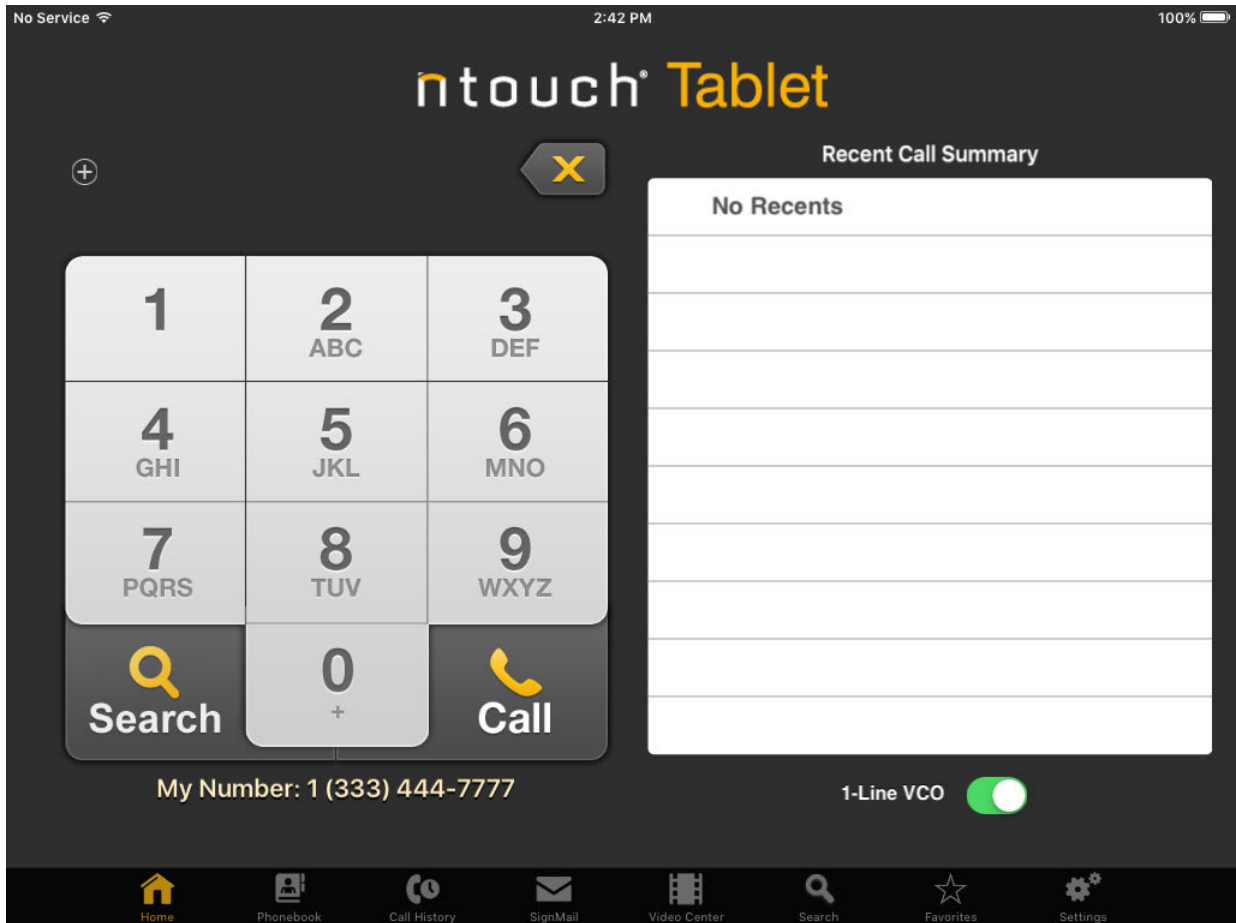 No Service 2:42 PM 100%
ntouch® Tablet
Recent Call Summary
No Recents
1 2 3
ABC DEF
4 5 6
GHI JKL MNO
7 8 9
PQRS TUV WXYZ
0
+
Search Call
My Number: 1 (333) 444-7777
1-Line VCO
Home Phonebook Call History SignMail Video Center Search Favorites Settings